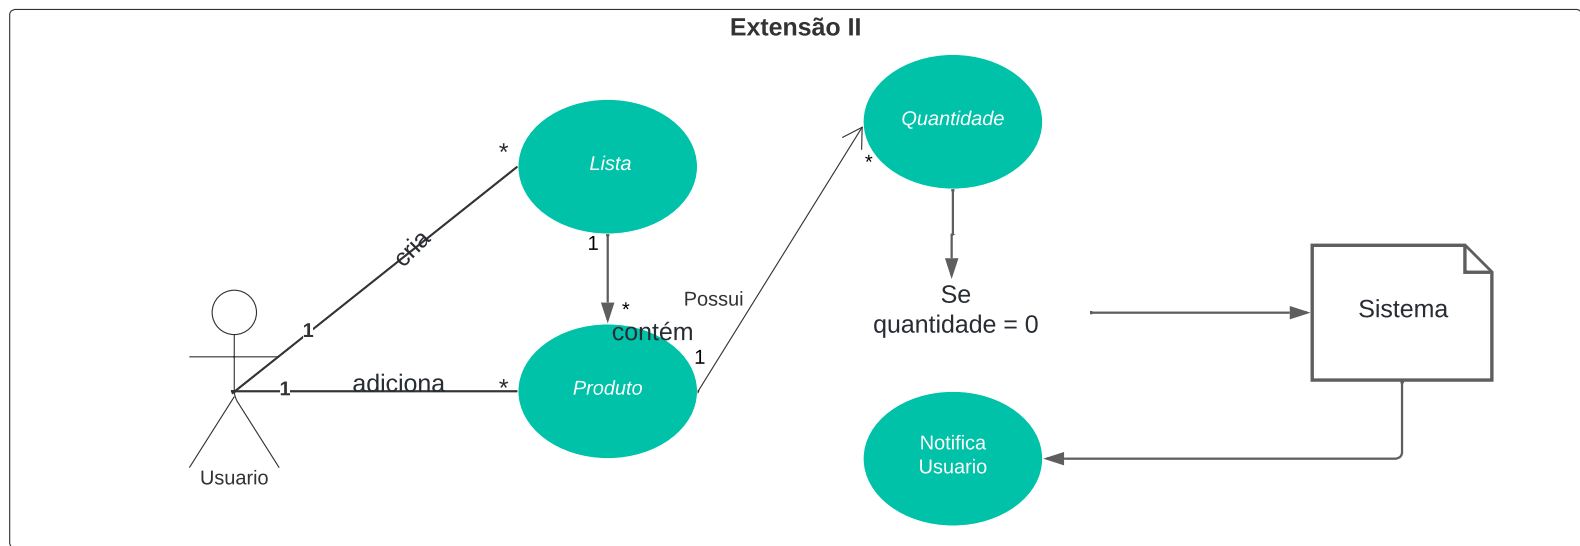 Extensão II
Quantidade
*
*
Lista
cria
1
*
contém
Possui
1
Se
quantidade = 0
Sistema
1
1
adiciona
*
Produto
Notifica
Usuario
Usuario